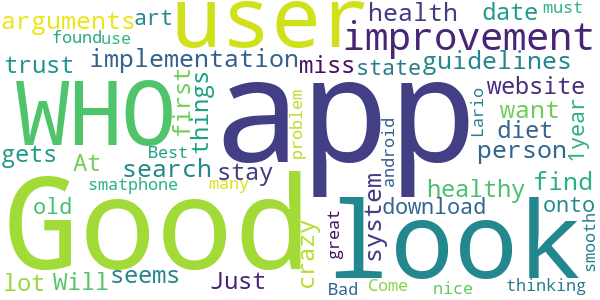 arguments art user health date must
found use improvement
trust implementation miss state guidelines
WHO first things app website
want 1year
gets At search stay problem android Lario diet person
Best
Good smatphone many system healthy find
old look download onto smooths
lot Will seems Just crazy great
Bad Come nice thinking